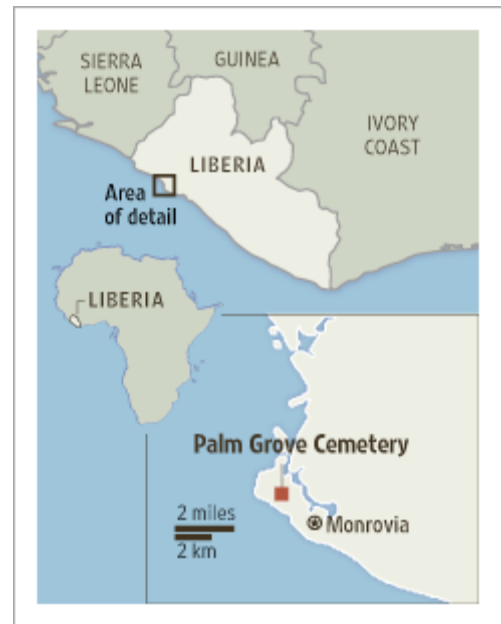 SIERRA
LEONE
GUINEA
IVORY
COAST
LIBERIA
Area
of detail
LIBERIA
Palm Grove Cemetery
2 miles
2 km
Monrovia